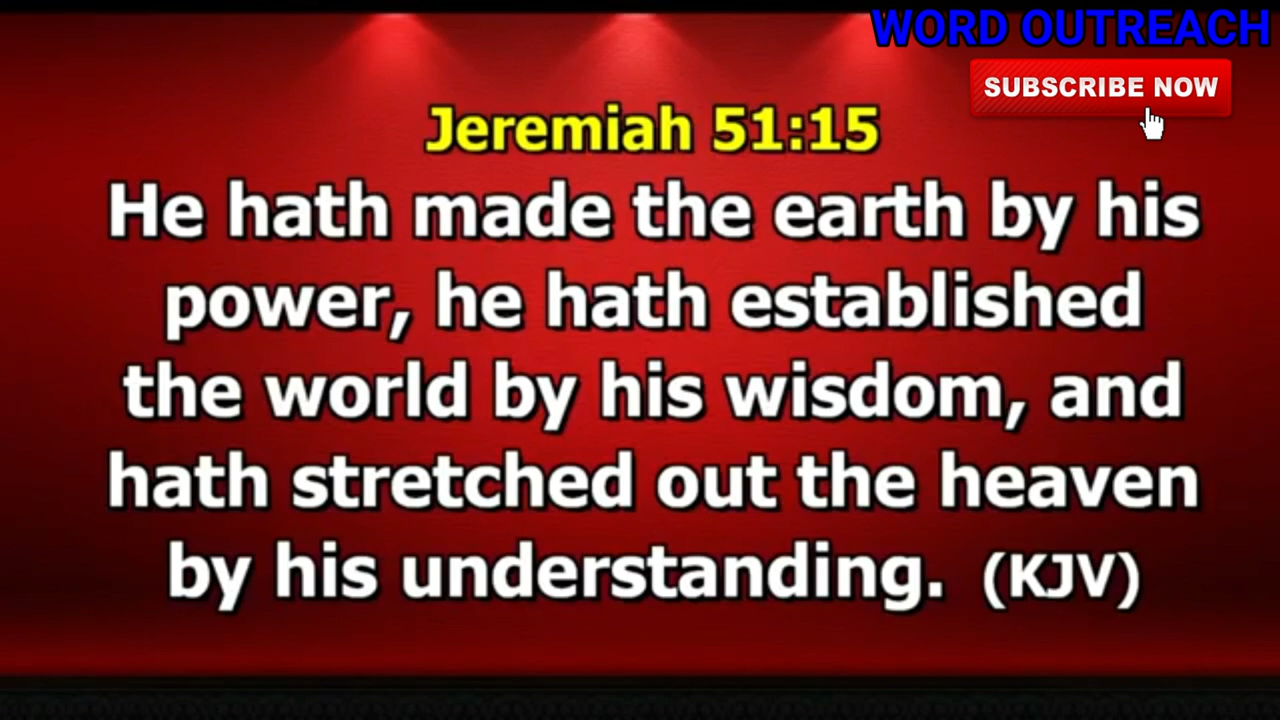 WORD OUTREACH
SUBSCRIBE NOW
Jeremiah 51:15
He hath made the earth by his
power, he hath established
the world by his wisdom, and
hath stretched out the heaven
by his understanding. (KJV)